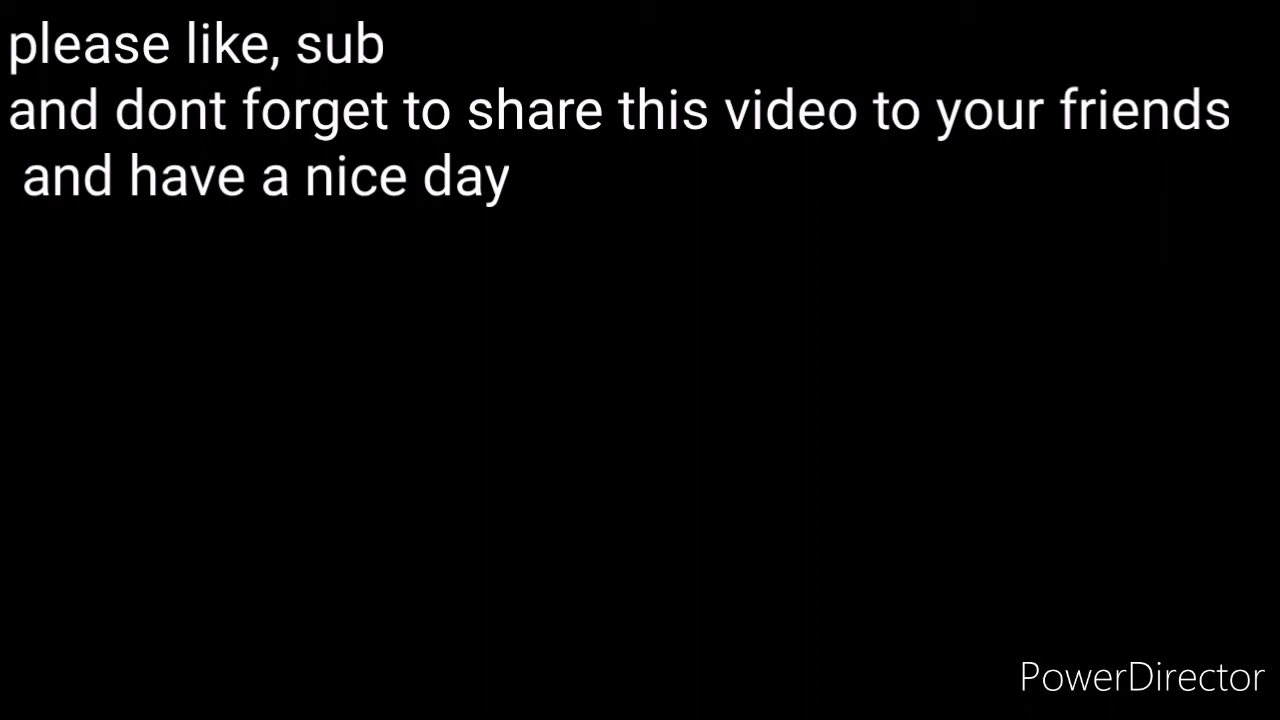 please like, sub
and dont forget to share this video to your friends
and have a nice day
PowerDirector